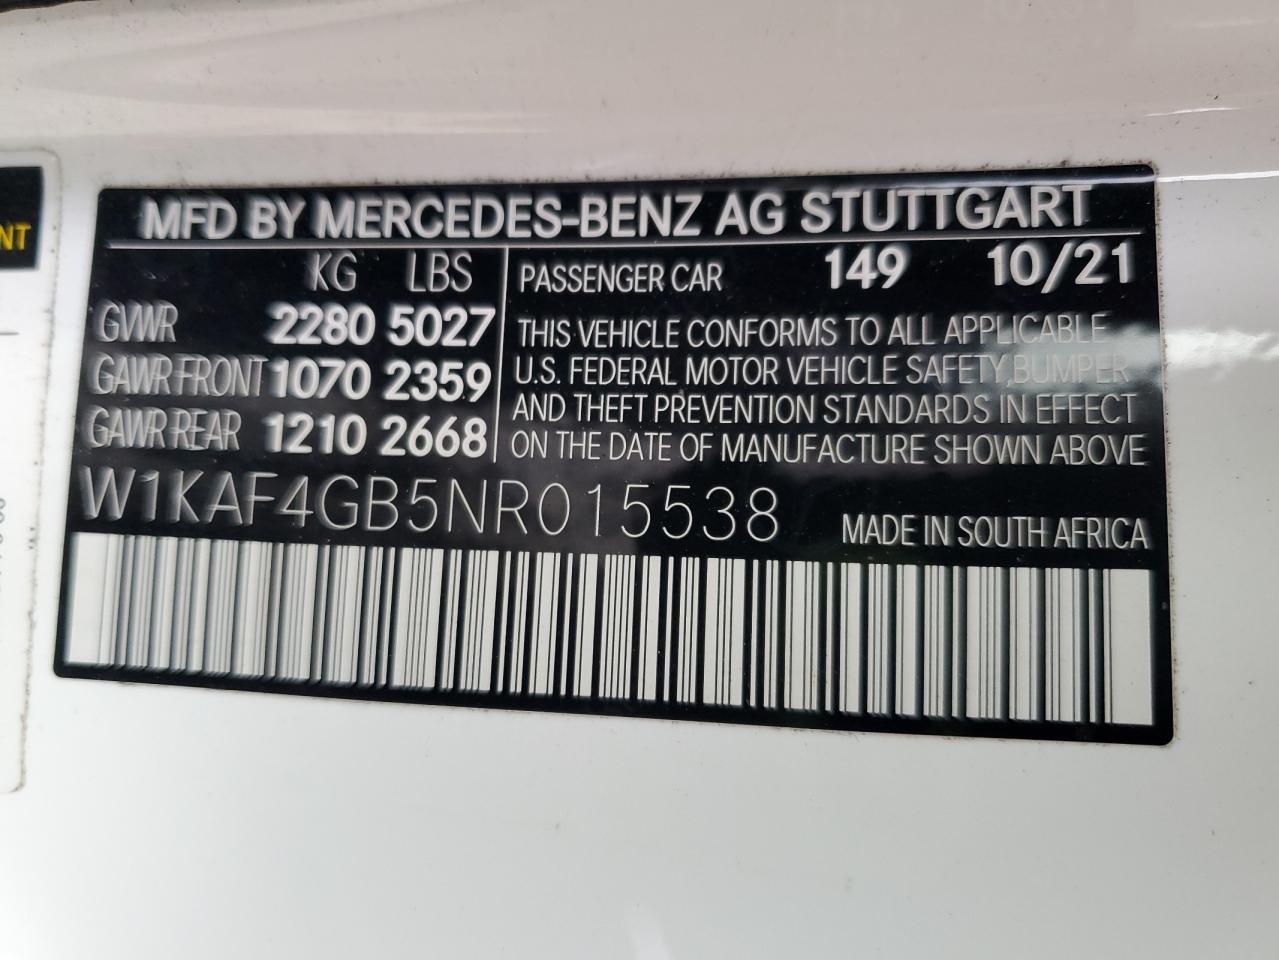 MFD BY MERCEDES-BENZ AG STUTTGART
KG LBS
GVWR 2280 5027
GAWR FRONT 1070 2359
GAWR REAR 1210 2668
PASSENGER CAR 149 10/21
THIS VEHICLE CONFORMS TO ALL APPLICABLE
U.S. FEDERAL MOTOR VEHICLE SAFETY,BUMPER
AND THEFT PREVENTION STANDARDS IN EFFECT
ON THE DATE OF MANUFACTURE SHOWN ABOVE
W1KAF4GB5NR015538
MADE IN SOUTH AFRICA
NT